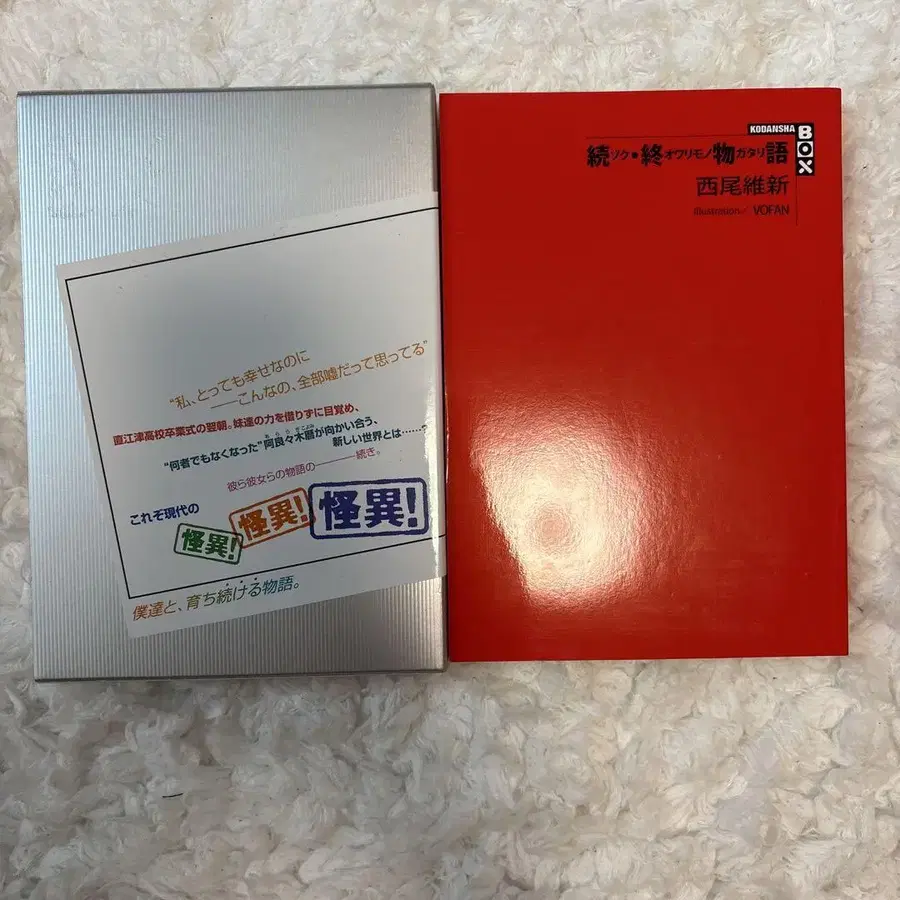 “私、とっても幸せなのに
――こんなの、全部嘘だって思ってる”
直江津高校卒業式の翌朝。妹達の力を借りずに目覚め、
“何者でもなくなった”阿良々木暦が向かい合う、
新しい世界とは……?
彼ら彼女らの物語の――続き。
これぞ現代の
怪異! 怪異! 怪異!
僕達と、育ち続ける物語。
KODANSHA BOX
続ソク・終オワリモノ物ガタリ語
西尾維新
Illustration/ VOFAN